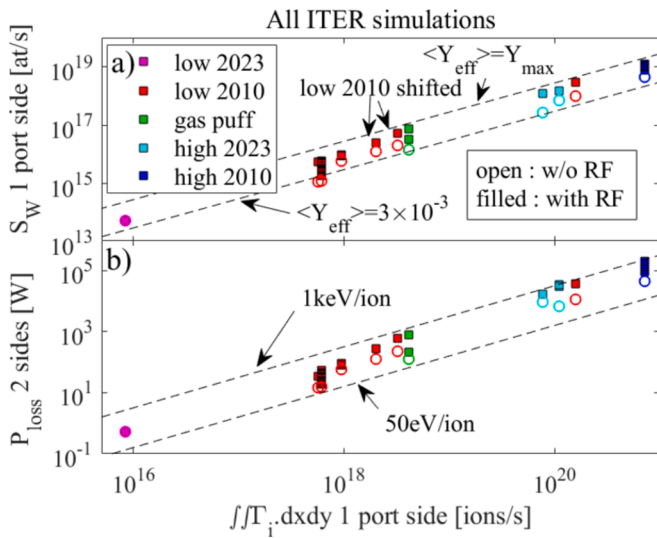 All ITER simulations
S_W 1 port side [at/s]
10^19
10^17
10^15
10^13
a)
low 2023
low 2010
gas puff
high 2023
high 2010
<Y_eff>=Y_max
low 2010 shifted
open : w/o RF
filled : with RF
<Y_eff>=3×10^-3
P_loss 2 sides [W]
10^5
10^3
10^1
10^-1
b)
1keV/ion
50eV/ion
10^16
10^18
10^20
∫∫Γ_i.dxdy 1 port side [ions/s]